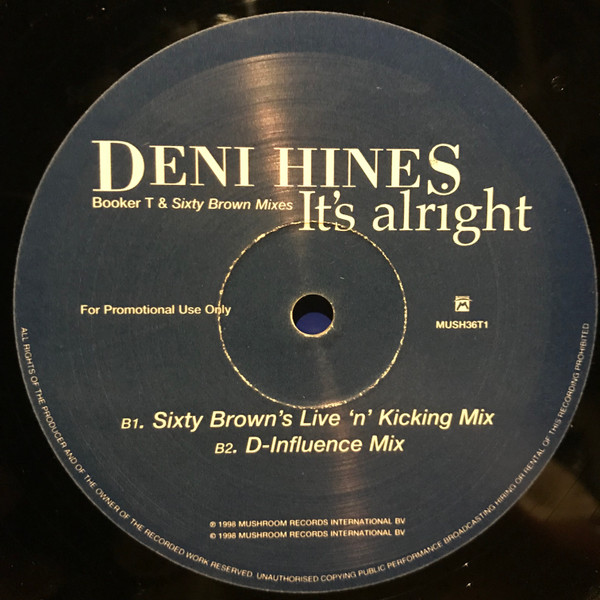 DENI HINES
Booker T & Sixty Brown Mixes
It's alright
For Promotional Use Only
MUSH36T1
B1. Sixty Brown's Live 'n' Kicking Mix
B2. D-Influence Mix
℗ 1998 MUSHROOM RECORDS INTERNATIONAL BV
© 1998 MUSHROOM RECORDS INTERNATIONAL BV
ALL RIGHTS OF THE PRODUCER AND OF THE OWNER OF THE RECORDED WORK RESERVED. UNAUTHORISED COPYING PUBLIC PERFORMANCE BROADCASTING HIRING OR RENTAL OF THIS RECORDING PROHIBITED